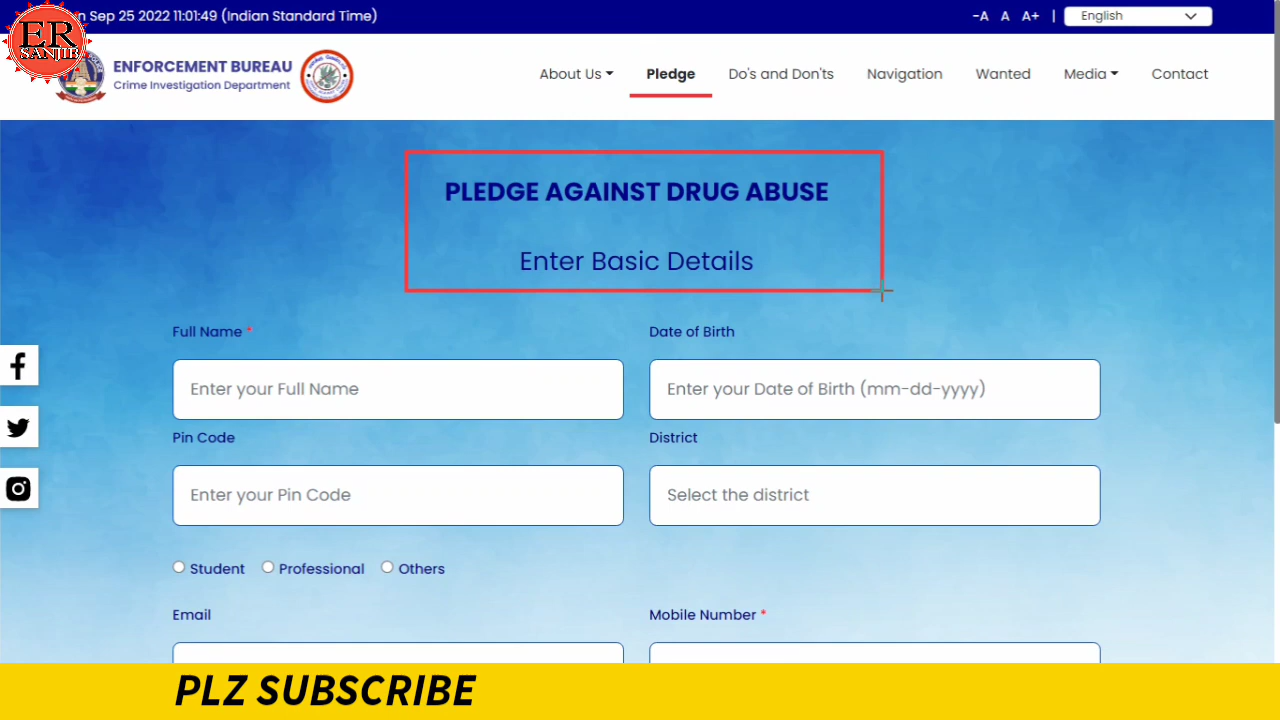 n Sep 25 2022 11:01:49 (Indian Standard Time)
-A A A+ | English
ER
SANJIB
ENFORCEMENT BUREAU
Crime Investigation Department
About Us Pledge Do's and Don'ts Navigation Wanted Media Contact
PLEDGE AGAINST DRUG ABUSE
Enter Basic Details
Full Name * Date of Birth
Enter your Full Name Enter your Date of Birth (mm-dd-yyyy)
Pin Code District
Enter your Pin Code Select the district
Student Professional Others
Email Mobile Number *
PLZ SUBSCRIBE